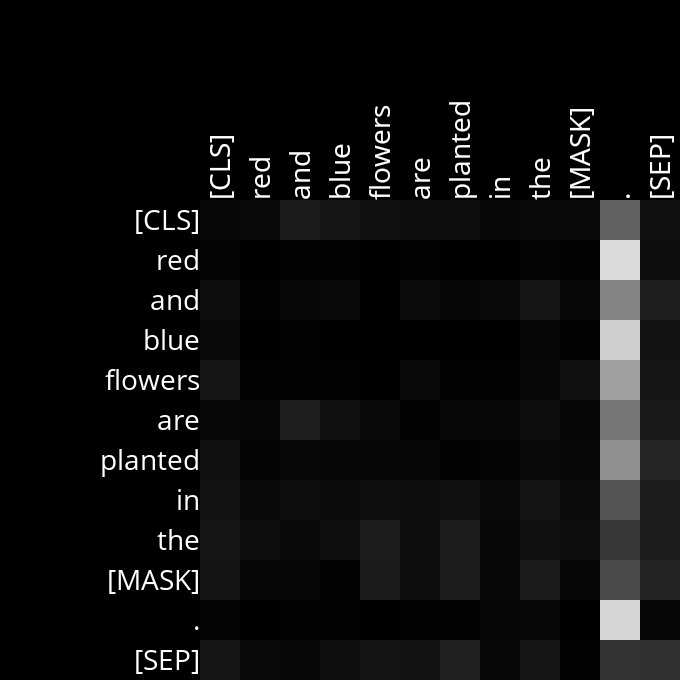 [CLS] red and blue flowers are planted in the [MASK] . [SEP]
[CLS]
red
and
blue
flowers
are
planted
in
the
[MASK]
.
[SEP]